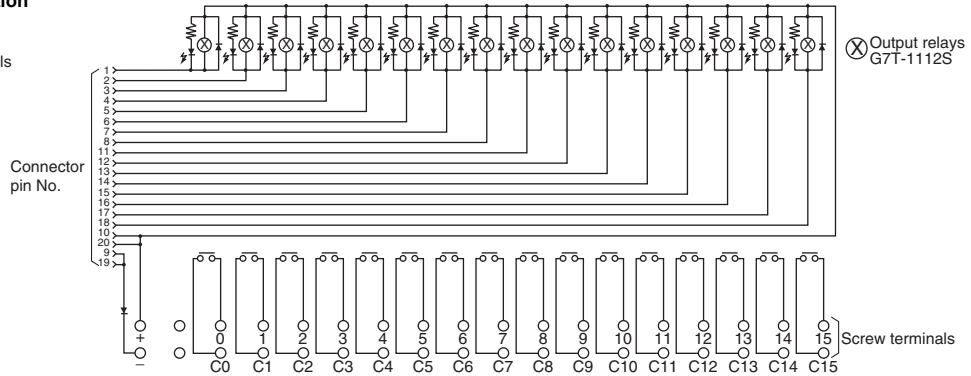 tion
ls
Output relays
G7T-1112S
1
2
3
4
5
6
7
8
11
12
13
14
15
16
17
18
10
20
9
19
Connector
pin No.
+ 0 1 2 3 4 5 6 7 8 9 10 11 12 13 14 15
Screw terminals
− C0 C1 C2 C3 C4 C5 C6 C7 C8 C9 C10 C11 C12 C13 C14 C15